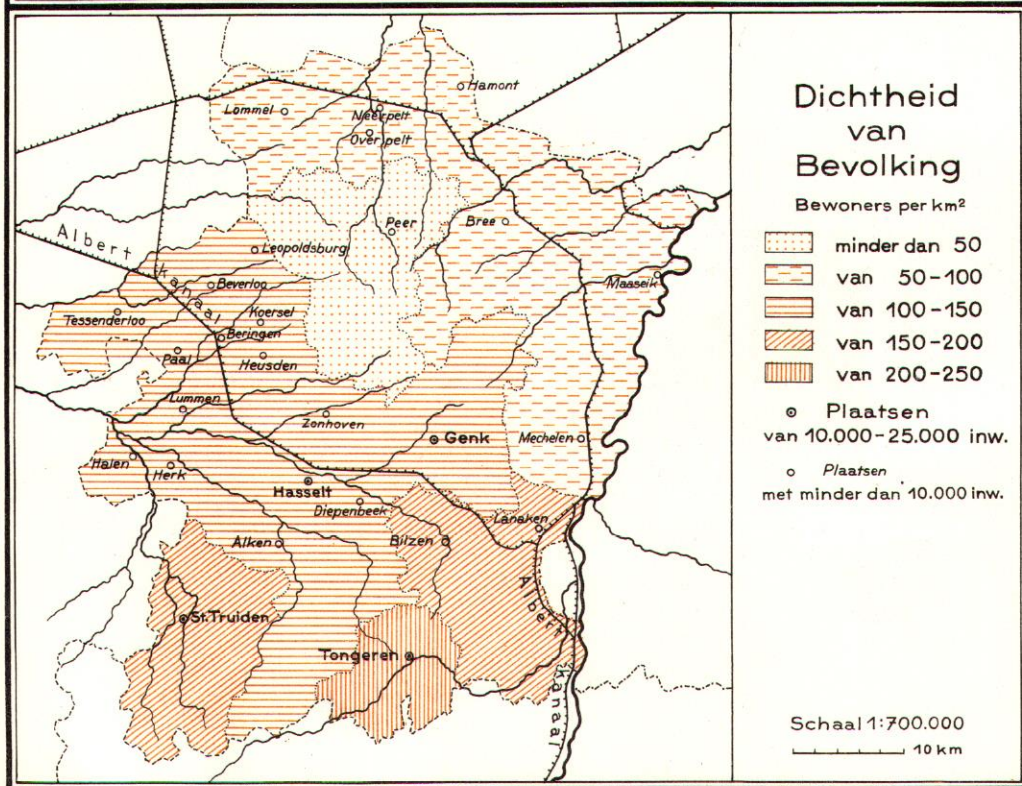 Dichtheid
van
Bevolking
Bewoners per km²
minder dan 50
van 50-100
van 100-150
van 150-200
van 200-250
Plaatsen
van 10.000-25.000 inw.
Plaatsen
met minder dan 10.000 inw.
Schaal 1:700.000
10 km
Hamont
Lommel
Neerpelt
Overpelt
Peer
Bree
Albert Kanaal
Leopoldsburg
Beverloo
Maaseik
Tessenderloo
Koersel
Beringen
Paal
Heusden
Lummen
Zonhoven
Genk
Mechelen
Halen
Herk
Hasselt
Diepenbeek
Lanaken
Alken
Bilzen
Albert Kanaal
St.Truiden
Tongeren